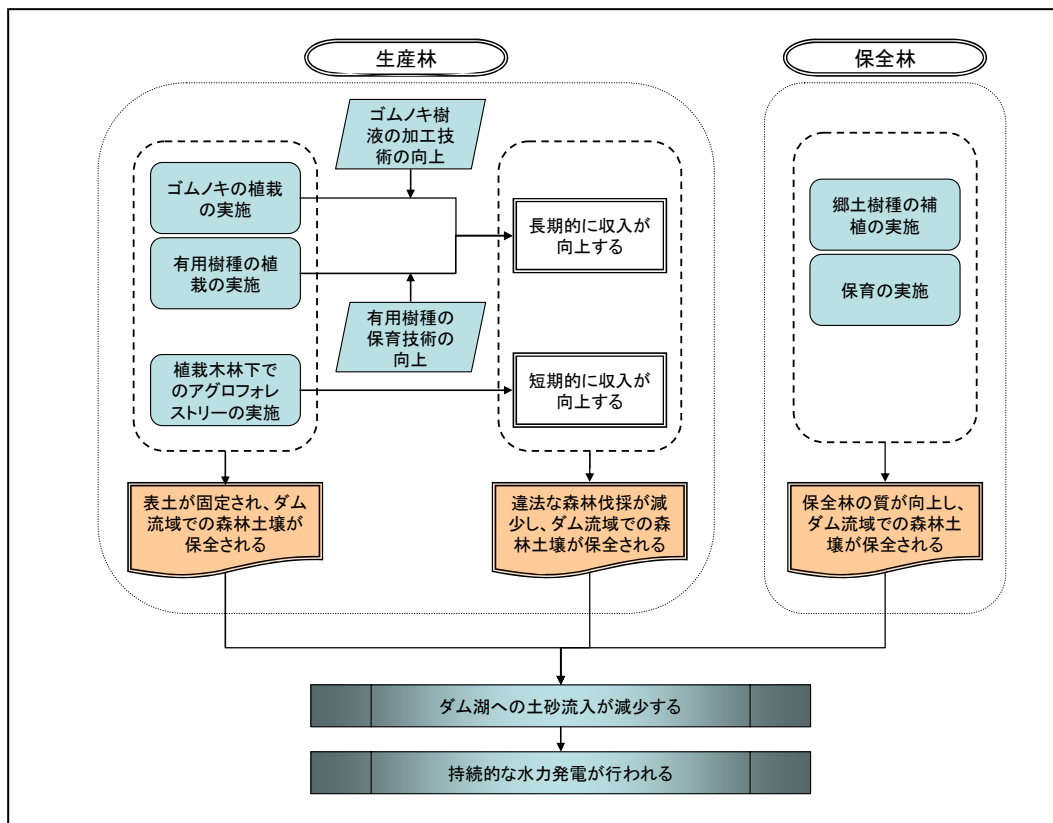 生産林
保全林
ゴムノキ樹
液の加工技
術の向上
ゴムノキの植栽
の実施
有用樹種の植
栽の実施
長期的に収入が
向上する
有用樹種の
保育技術の
向上
植栽木林下で
のアグロフォレ
ストリーの実施
短期的に収入が
向上する
郷土樹種の補
植の実施
保育の実施
表土が固定され、ダム
流域での森林土壌が
保全される
違法な森林伐採が減
少し、ダム流域での森
林土壌が保全される
保全林の質が向上し、
ダム流域での森林土
壌が保全される
ダム湖への土砂流入が減少する
持続的な水力発電が行われる